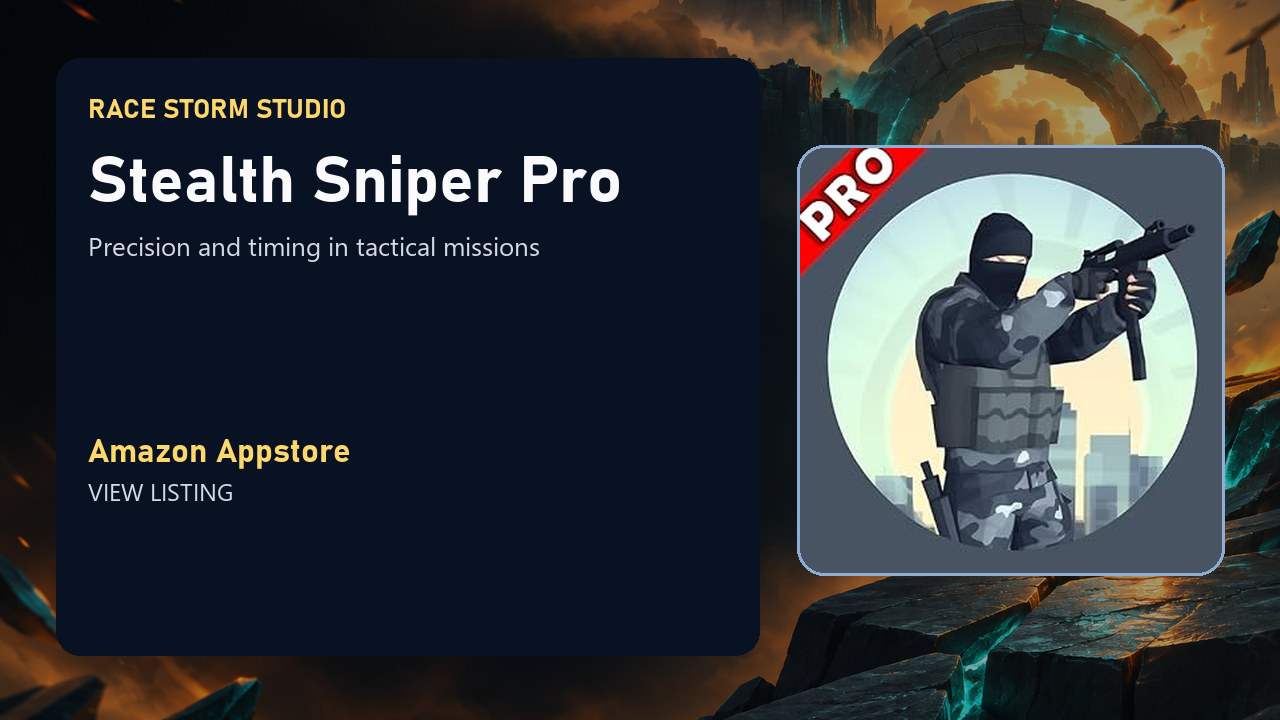 RACE STORM STUDIO
Stealth Sniper Pro
Precision and timing in tactical missions
Amazon Appstore
VIEW LISTING
PRO